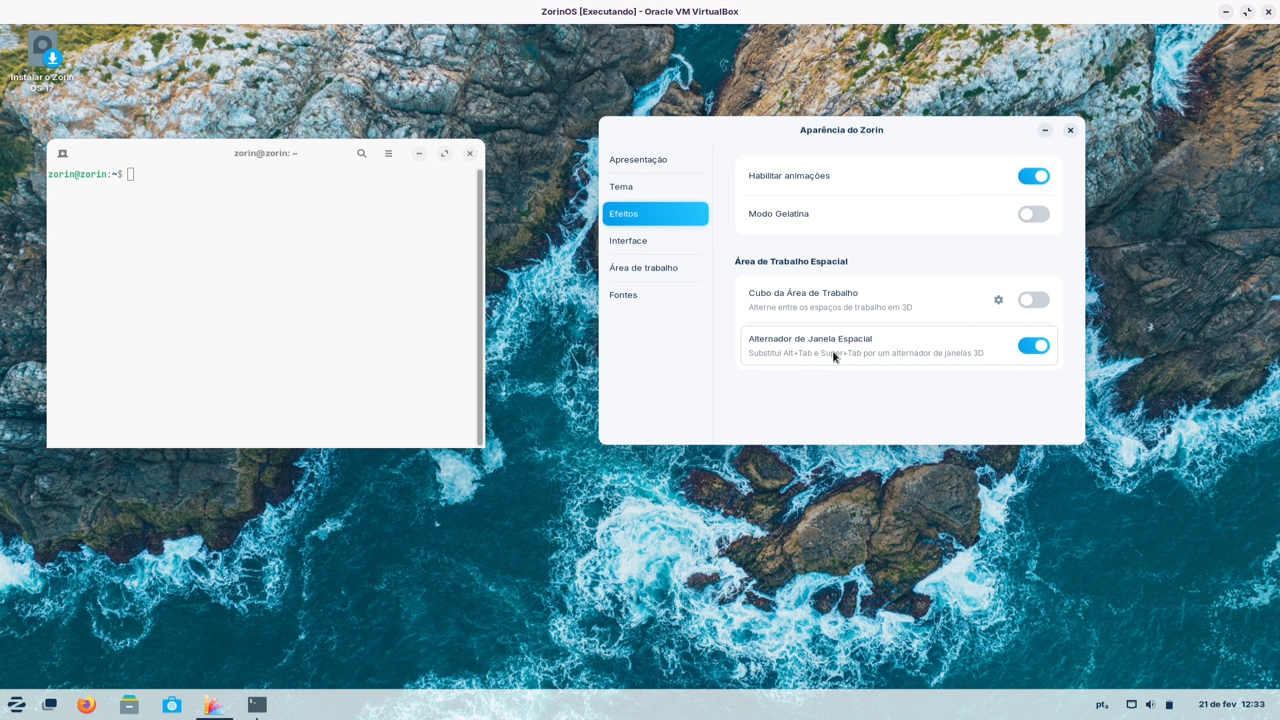 ZorinOS [Executando] - Oracle VM VirtualBox
Instalar o Zorin
OS 17
zorin@zorin: ~
zorin@zorin:~$
Aparência do Zorin
Apresentação
Tema
Efeitos
Interface
Área de trabalho
Fontes
Habilitar animações
Modo Gelatina
Área de Trabalho Espacial
Cubo da Área de Trabalho
Alterne entre os espaços de trabalho em 3D
Alternador de Janela Espacial
Substitui Alt+Tab e Super+Tab por um alternador de janelas 3D
pt₂
21 de fev 12:33